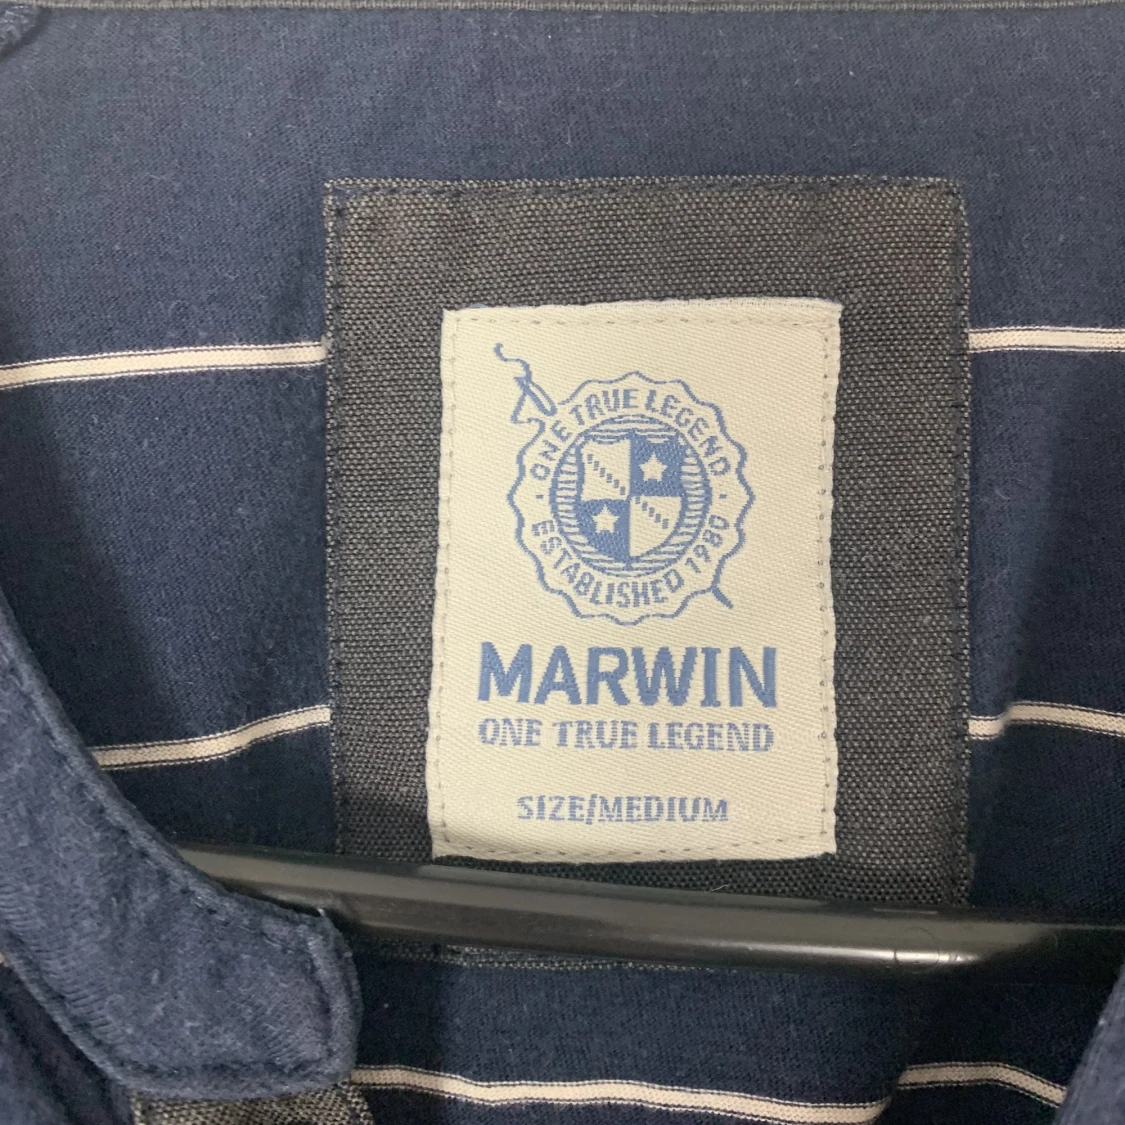 ONE TRUE LEGEND
ESTABLISHED 1980
MARWIN
ONE TRUE LEGEND
SIZE/MEDIUM